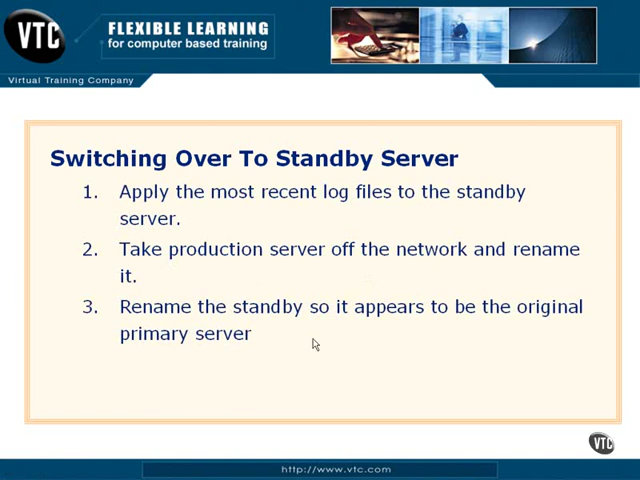 VTC
FLEXIBLE LEARNING
for computer based training
Virtual Training Company
Switching Over To Standby Server
1. Apply the most recent log files to the standby
server.
2. Take production server off the network and rename
it.
3. Rename the standby so it appears to be the original
primary server
VTC
http://www.vtc.com